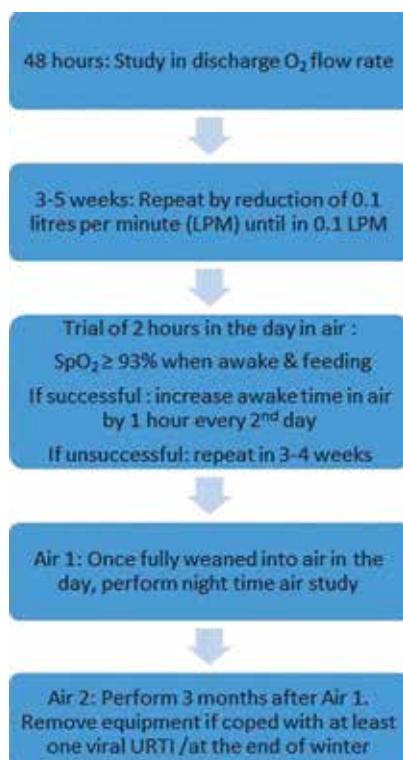 48 hours: Study in discharge O₂ flow rate
3-5 weeks: Repeat by reduction of 0.1
litres per minute (LPM) until in 0.1 LPM
Trial of 2 hours in the day in air :
SpO₂ ≥ 93% when awake & feeding
If successful : increase awake time in air
by 1 hour every 2ⁿᵈ day
If unsuccessful: repeat in 3-4 weeks
Air 1: Once fully weaned into air in the
day, perform night time air study
Air 2: Perform 3 months after Air 1.
Remove equipment if coped with at least
one viral URTI /at the end of winter